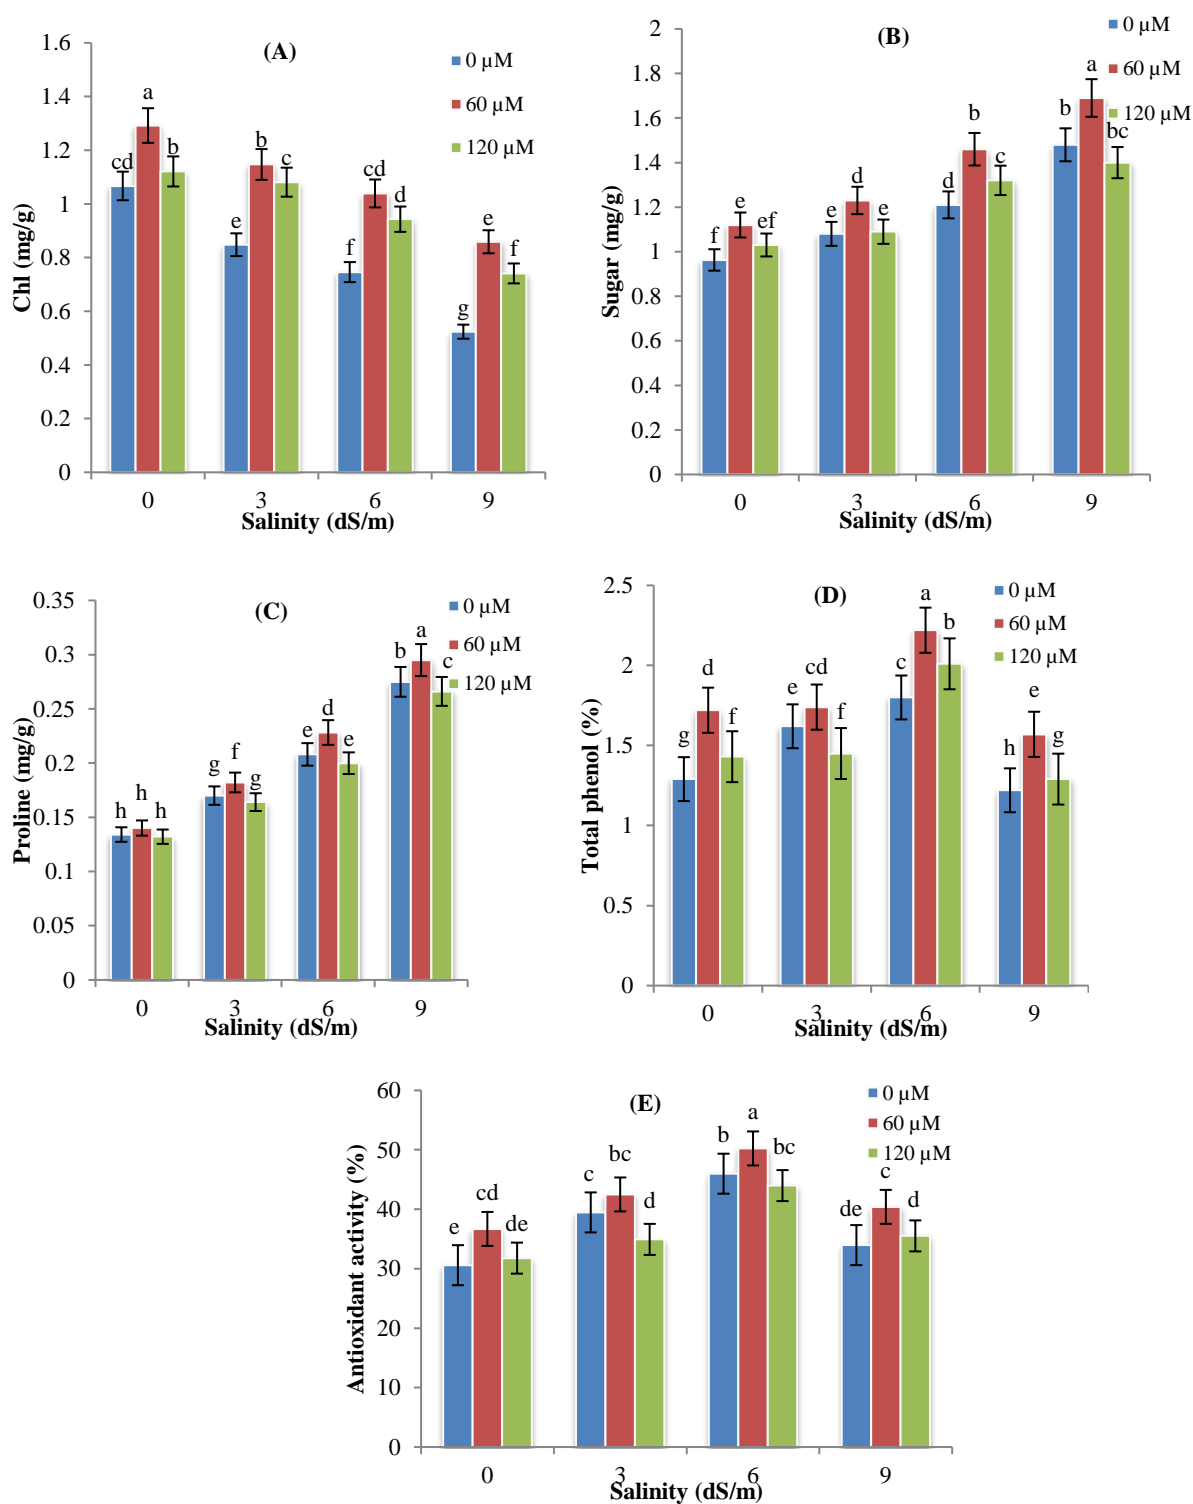 (A)
0 µM
60 µM
120 µM
1.6
1.4
1.2
1
0.8
0.6
0.4
0.2
0
Chl (mg/g)
cd a b
e b c
f cd d
g e f
0 3 6 9
Salinity (dS/m)
(B)
0 µM
60 µM
120 µM
2
1.8
1.6
1.4
1.2
1
0.8
0.6
0.4
0.2
0
Sugar (mg/g)
f e ef
e d e
d b c
b a bc
0 3 6 9
Salinity (dS/m)
(C)
0 µM
60 µM
120 µM
0.35
0.3
0.25
0.2
0.15
0.1
0.05
0
Proline (mg/g)
h h h
g f g
e d e
b a c
0 3 6 9
Salinity (dS/m)
(D)
0 µM
60 µM
120 µM
2.5
2
1.5
1
0.5
0
Total phenol (%)
g d f
e cd f
c a b
h e g
0 3 6 9
Salinity (dS/m)
(E)
0 µM
60 µM
120 µM
60
50
40
30
20
10
0
Antioxidant activity (%)
e cd de
c bc d
b a bc
de c d
0 3 6 9
Salinity (dS/m)